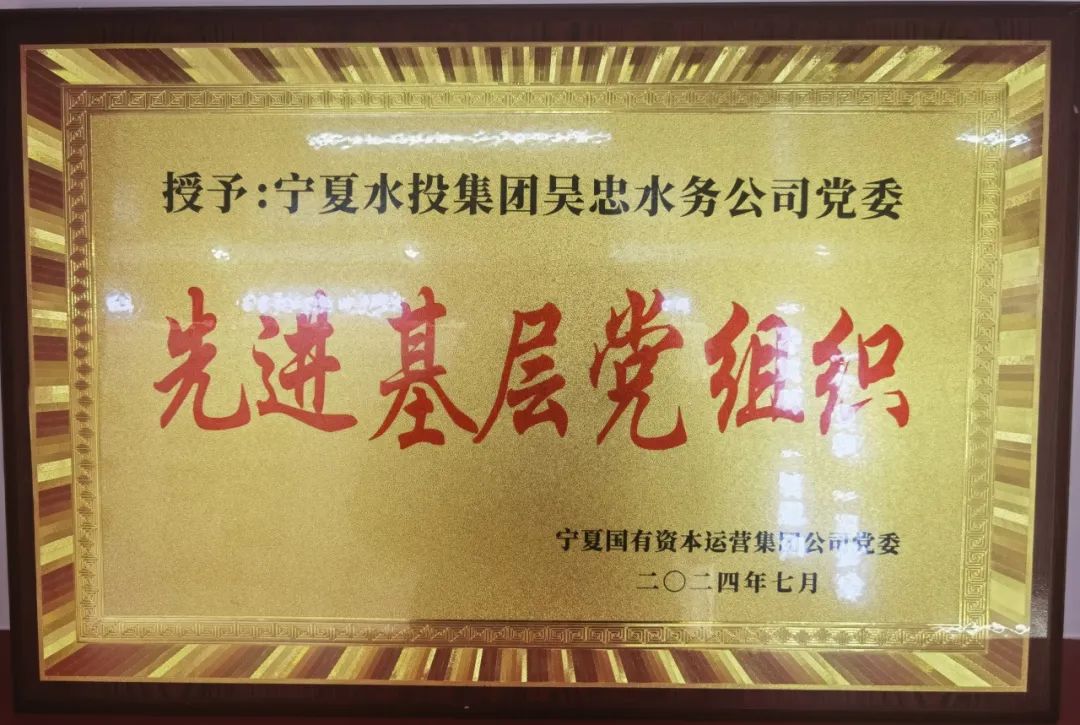 授予:宁夏水投集团吴忠水务公司党委
先进基层党组织
宁夏国有资本运营集团公司党委
二〇二四年七月